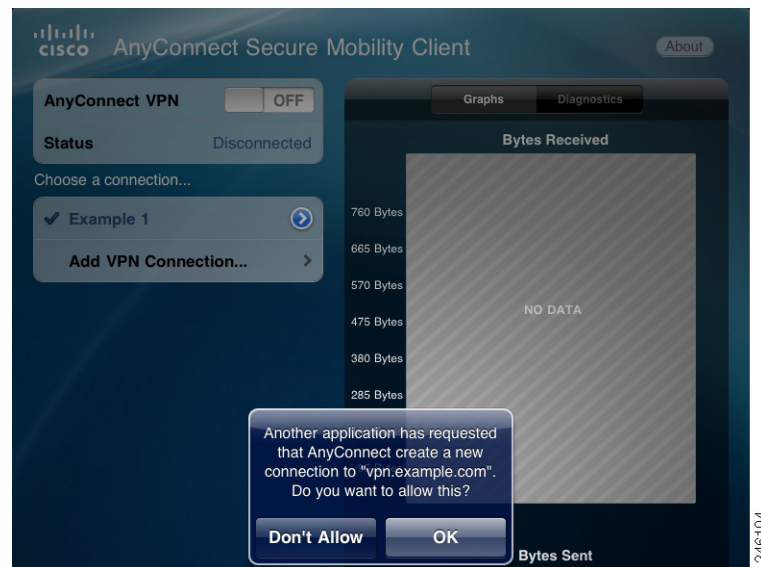 cisco AnyConnect Secure Mobility Client
About
AnyConnect VPN OFF
Status Disconnected
Choose a connection...
Example 1
Add VPN Connection...
Graphs Diagnostics
Bytes Received
760 Bytes
665 Bytes
570 Bytes
475 Bytes
380 Bytes
285 Bytes
NO DATA
Another application has requested
that AnyConnect create a new
connection to "vpn.example.com".
Do you want to allow this?
Don't Allow OK
Bytes Sent